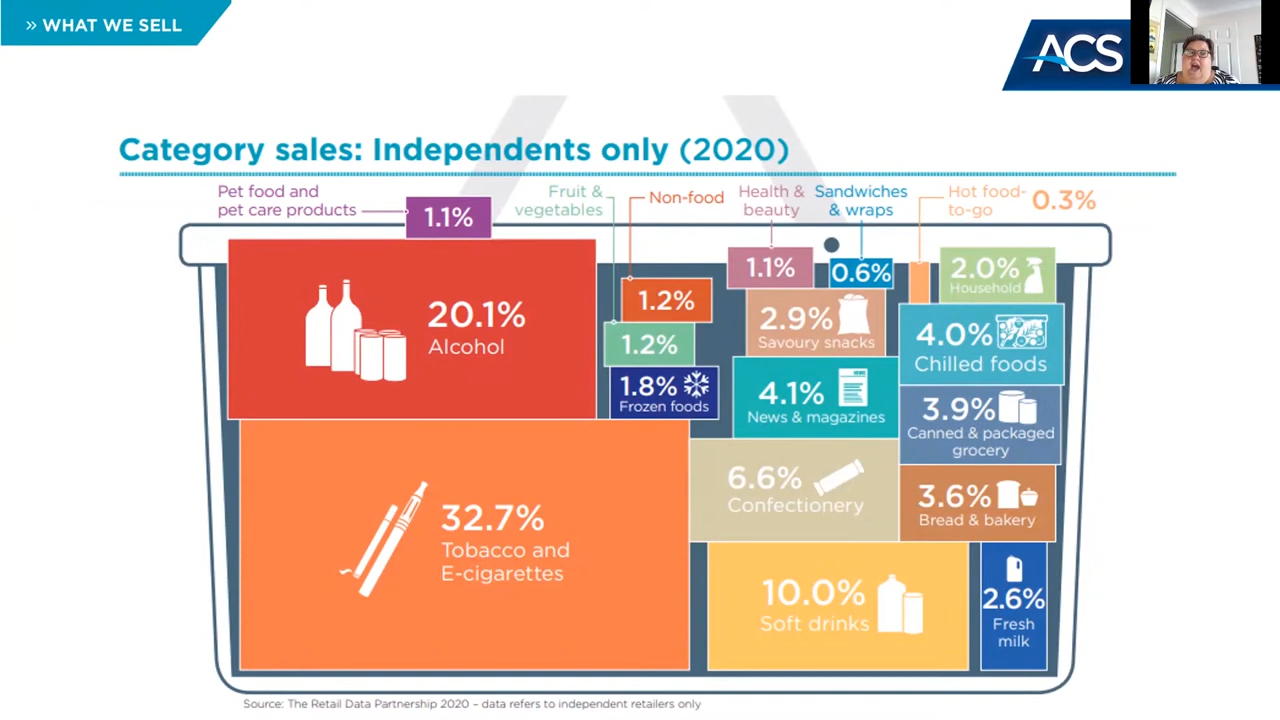 » WHAT WE SELL
ACS
Category sales: Independents only (2020)
Pet food and
pet care products
1.1%
Fruit &
vegetables
Non-food
Health &
beauty
Sandwiches
& wraps
Hot food-
to-go
0.3%
20.1%
Alcohol
1.2%
1.2%
1.8%
Frozen foods
1.1%
0.6%
2.0%
Household
2.9%
Savoury snacks
4.0%
Chilled foods
4.1%
NEWS
News & magazines
3.9%
Canned & packaged
grocery
6.6%
Confectionery
3.6%
Bread & bakery
32.7%
Tobacco and
E-cigarettes
10.0%
Soft drinks
2.6%
Fresh
milk
Source: The Retail Data Partnership 2020 – data refers to independent retailers only